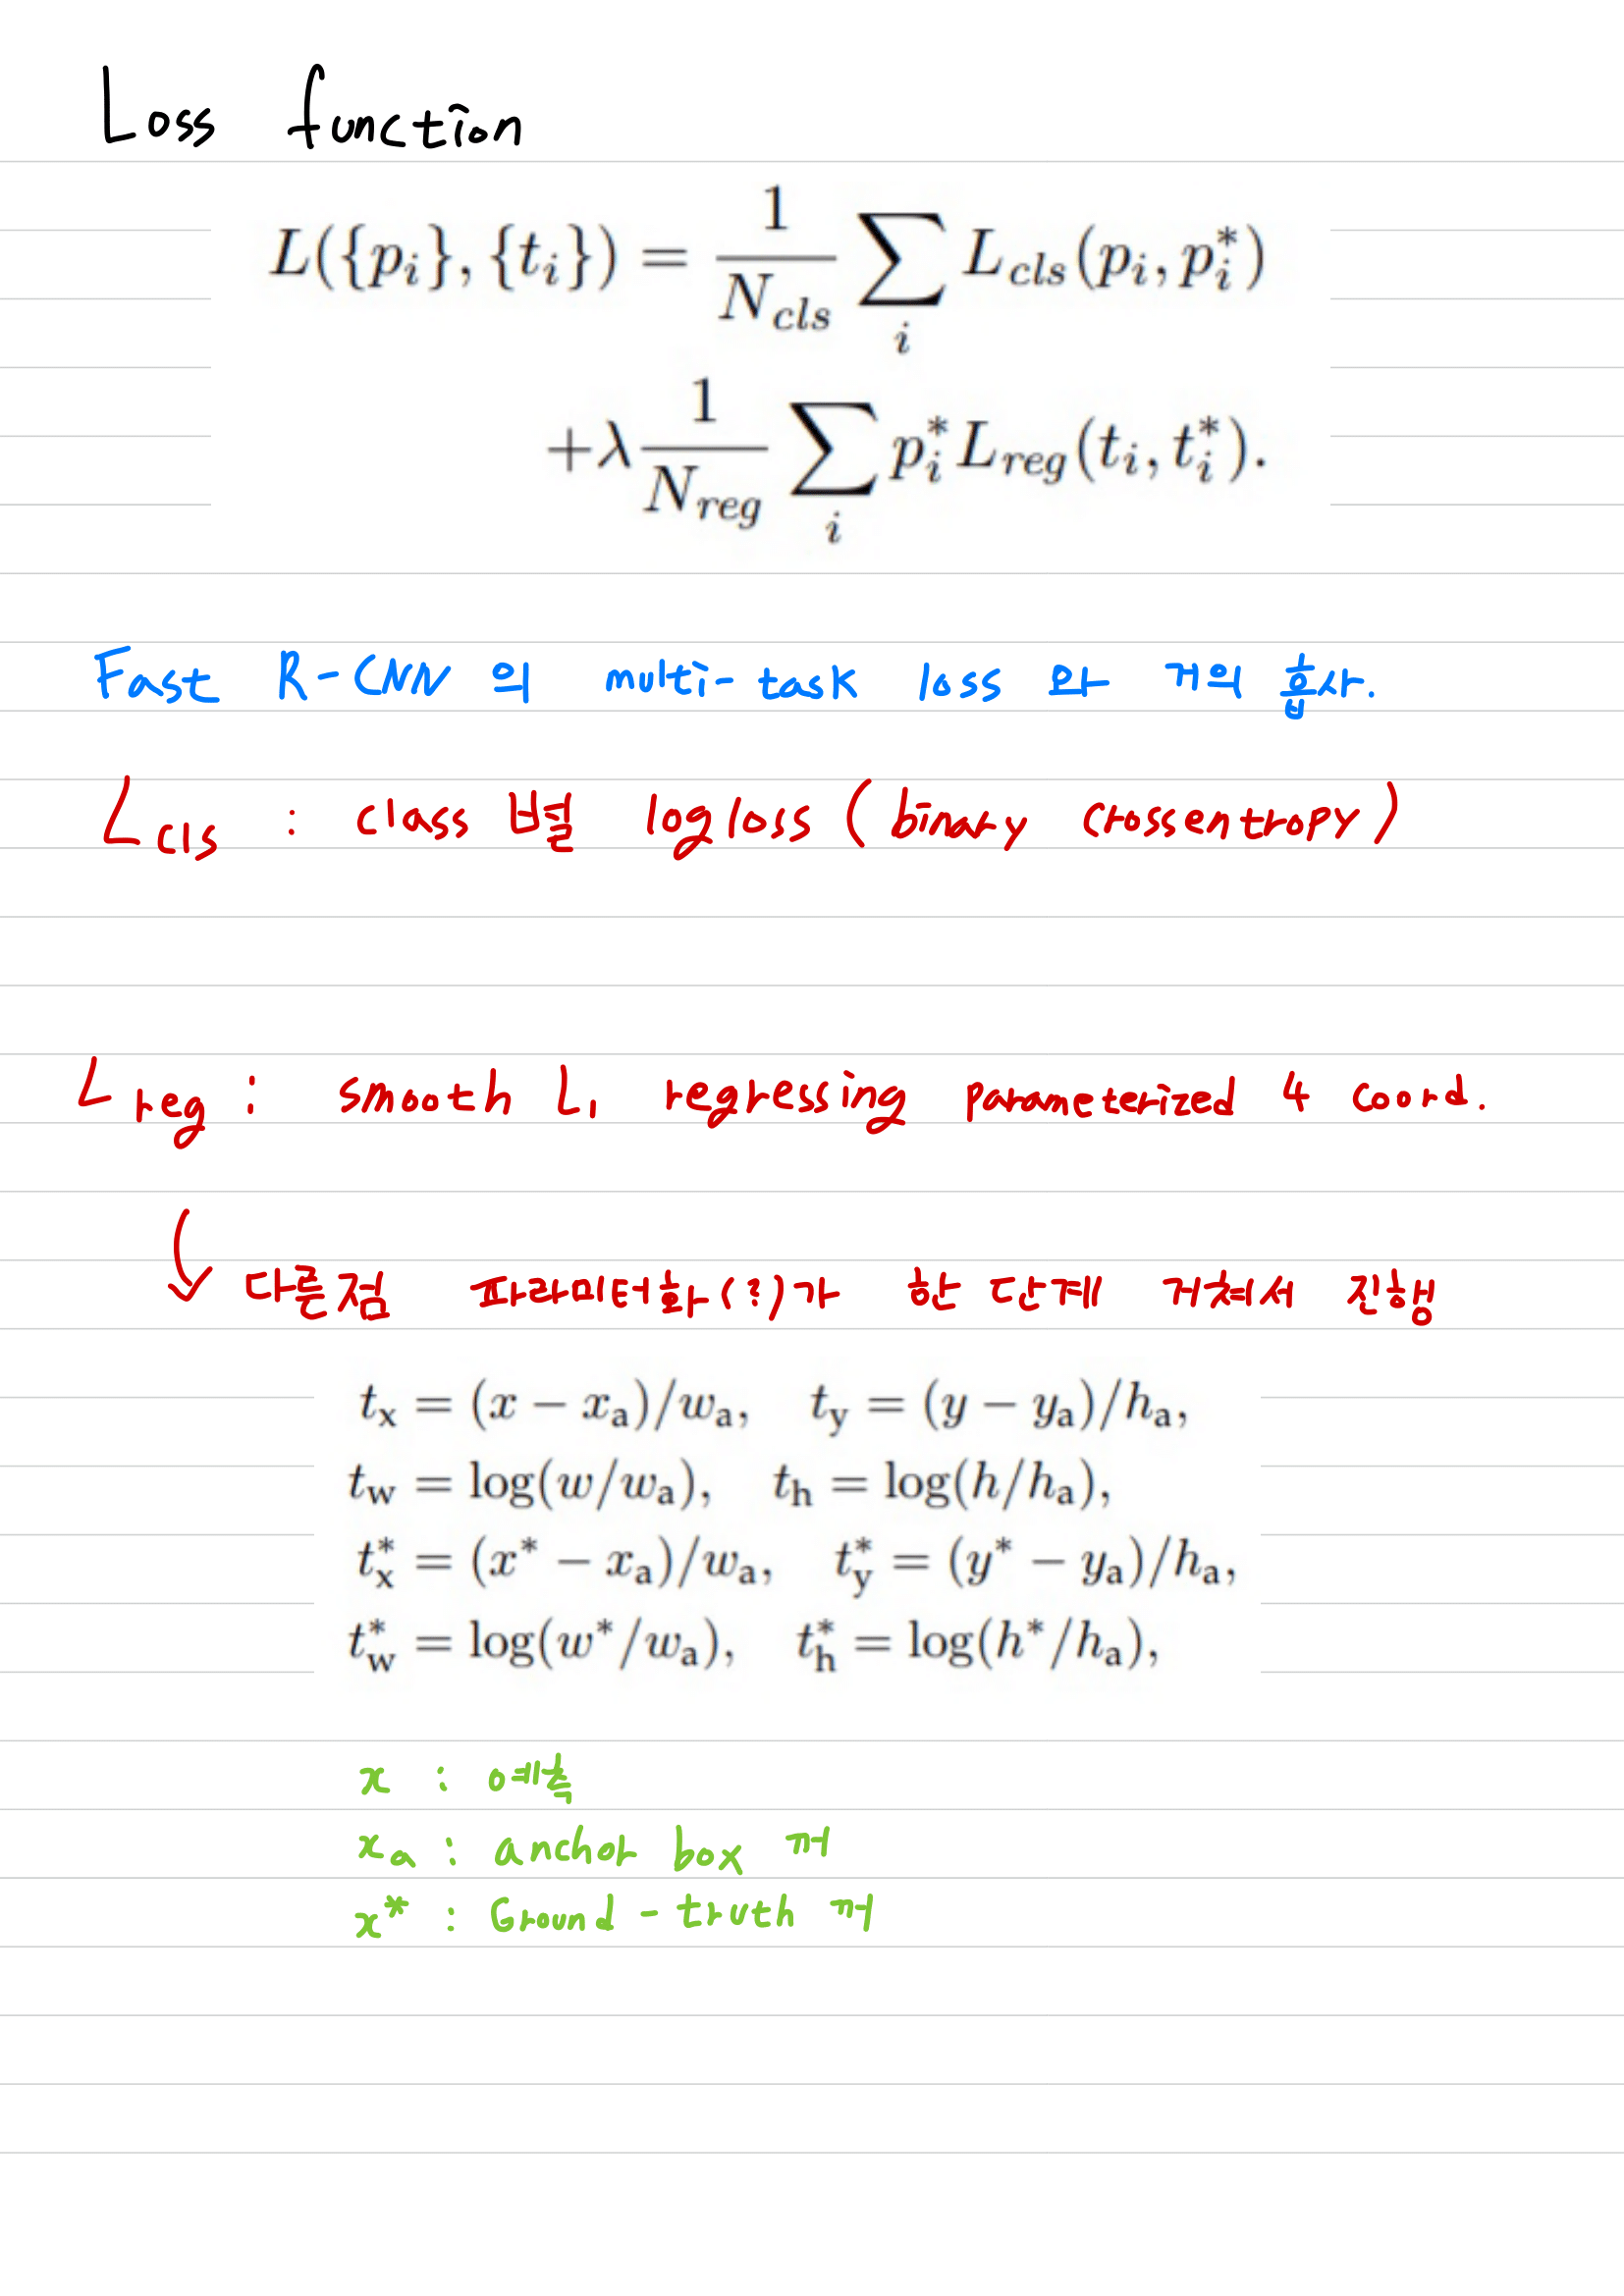 Loss function
L({p_i}, {t_i}) = \frac{1}{N_{cls}} \sum_i L_{cls}(p_i, p_i^*)
+λ \frac{1}{N_{reg}} \sum_i p_i^* L_{reg}(t_i, t_i^*).
Fast R-CNN 의 multi-task loss 와 거의 흡사.
L_{cls} : class 별 log loss (binary crossentropy)
L_{reg} : smooth L_1 regressing parameterized 4 coord.
다른점 파라미터화(?)가 한 단계 거쳐서 진행
t_x = (x − x_a)/w_a, t_y = (y − y_a)/h_a,
t_w = log(w/w_a), t_h = log(h/h_a),
t_x^* = (x^* − x_a)/w_a, t_y^* = (y^* − y_a)/h_a,
t_w^* = log(w^*/w_a), t_h^* = log(h^*/h_a),
x : 예측
x_a : anchor box 꺼
x* : Ground-truth 꺼